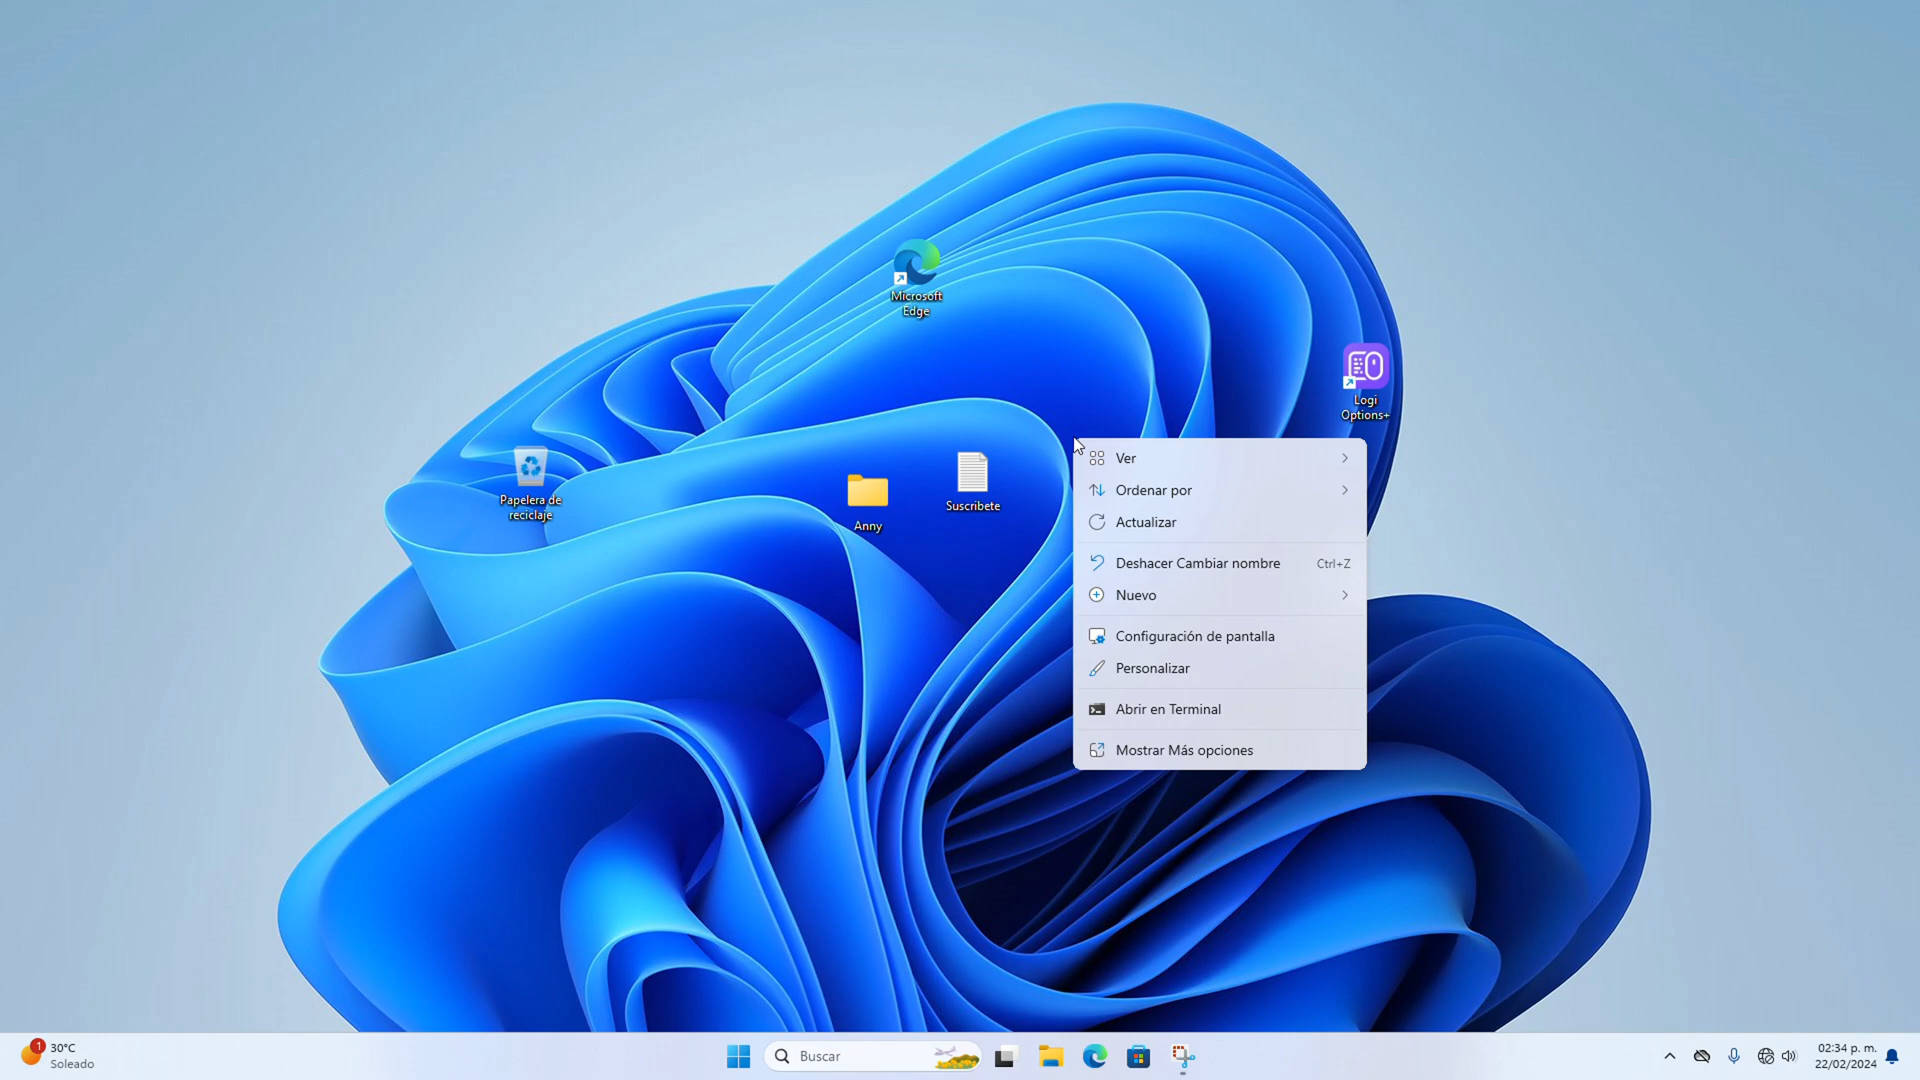 Microsoft
Edge
Logi
Options+
Papelera de
reciclaje
Anny
Suscribete
Ver
Ordenar por
Actualizar
Deshacer Cambiar nombre Ctrl+Z
Nuevo
Configuración de pantalla
Personalizar
Abrir en Terminal
Mostrar Más opciones
1
30°C
Soleado
Buscar
02:34 p. m.
22/02/2024